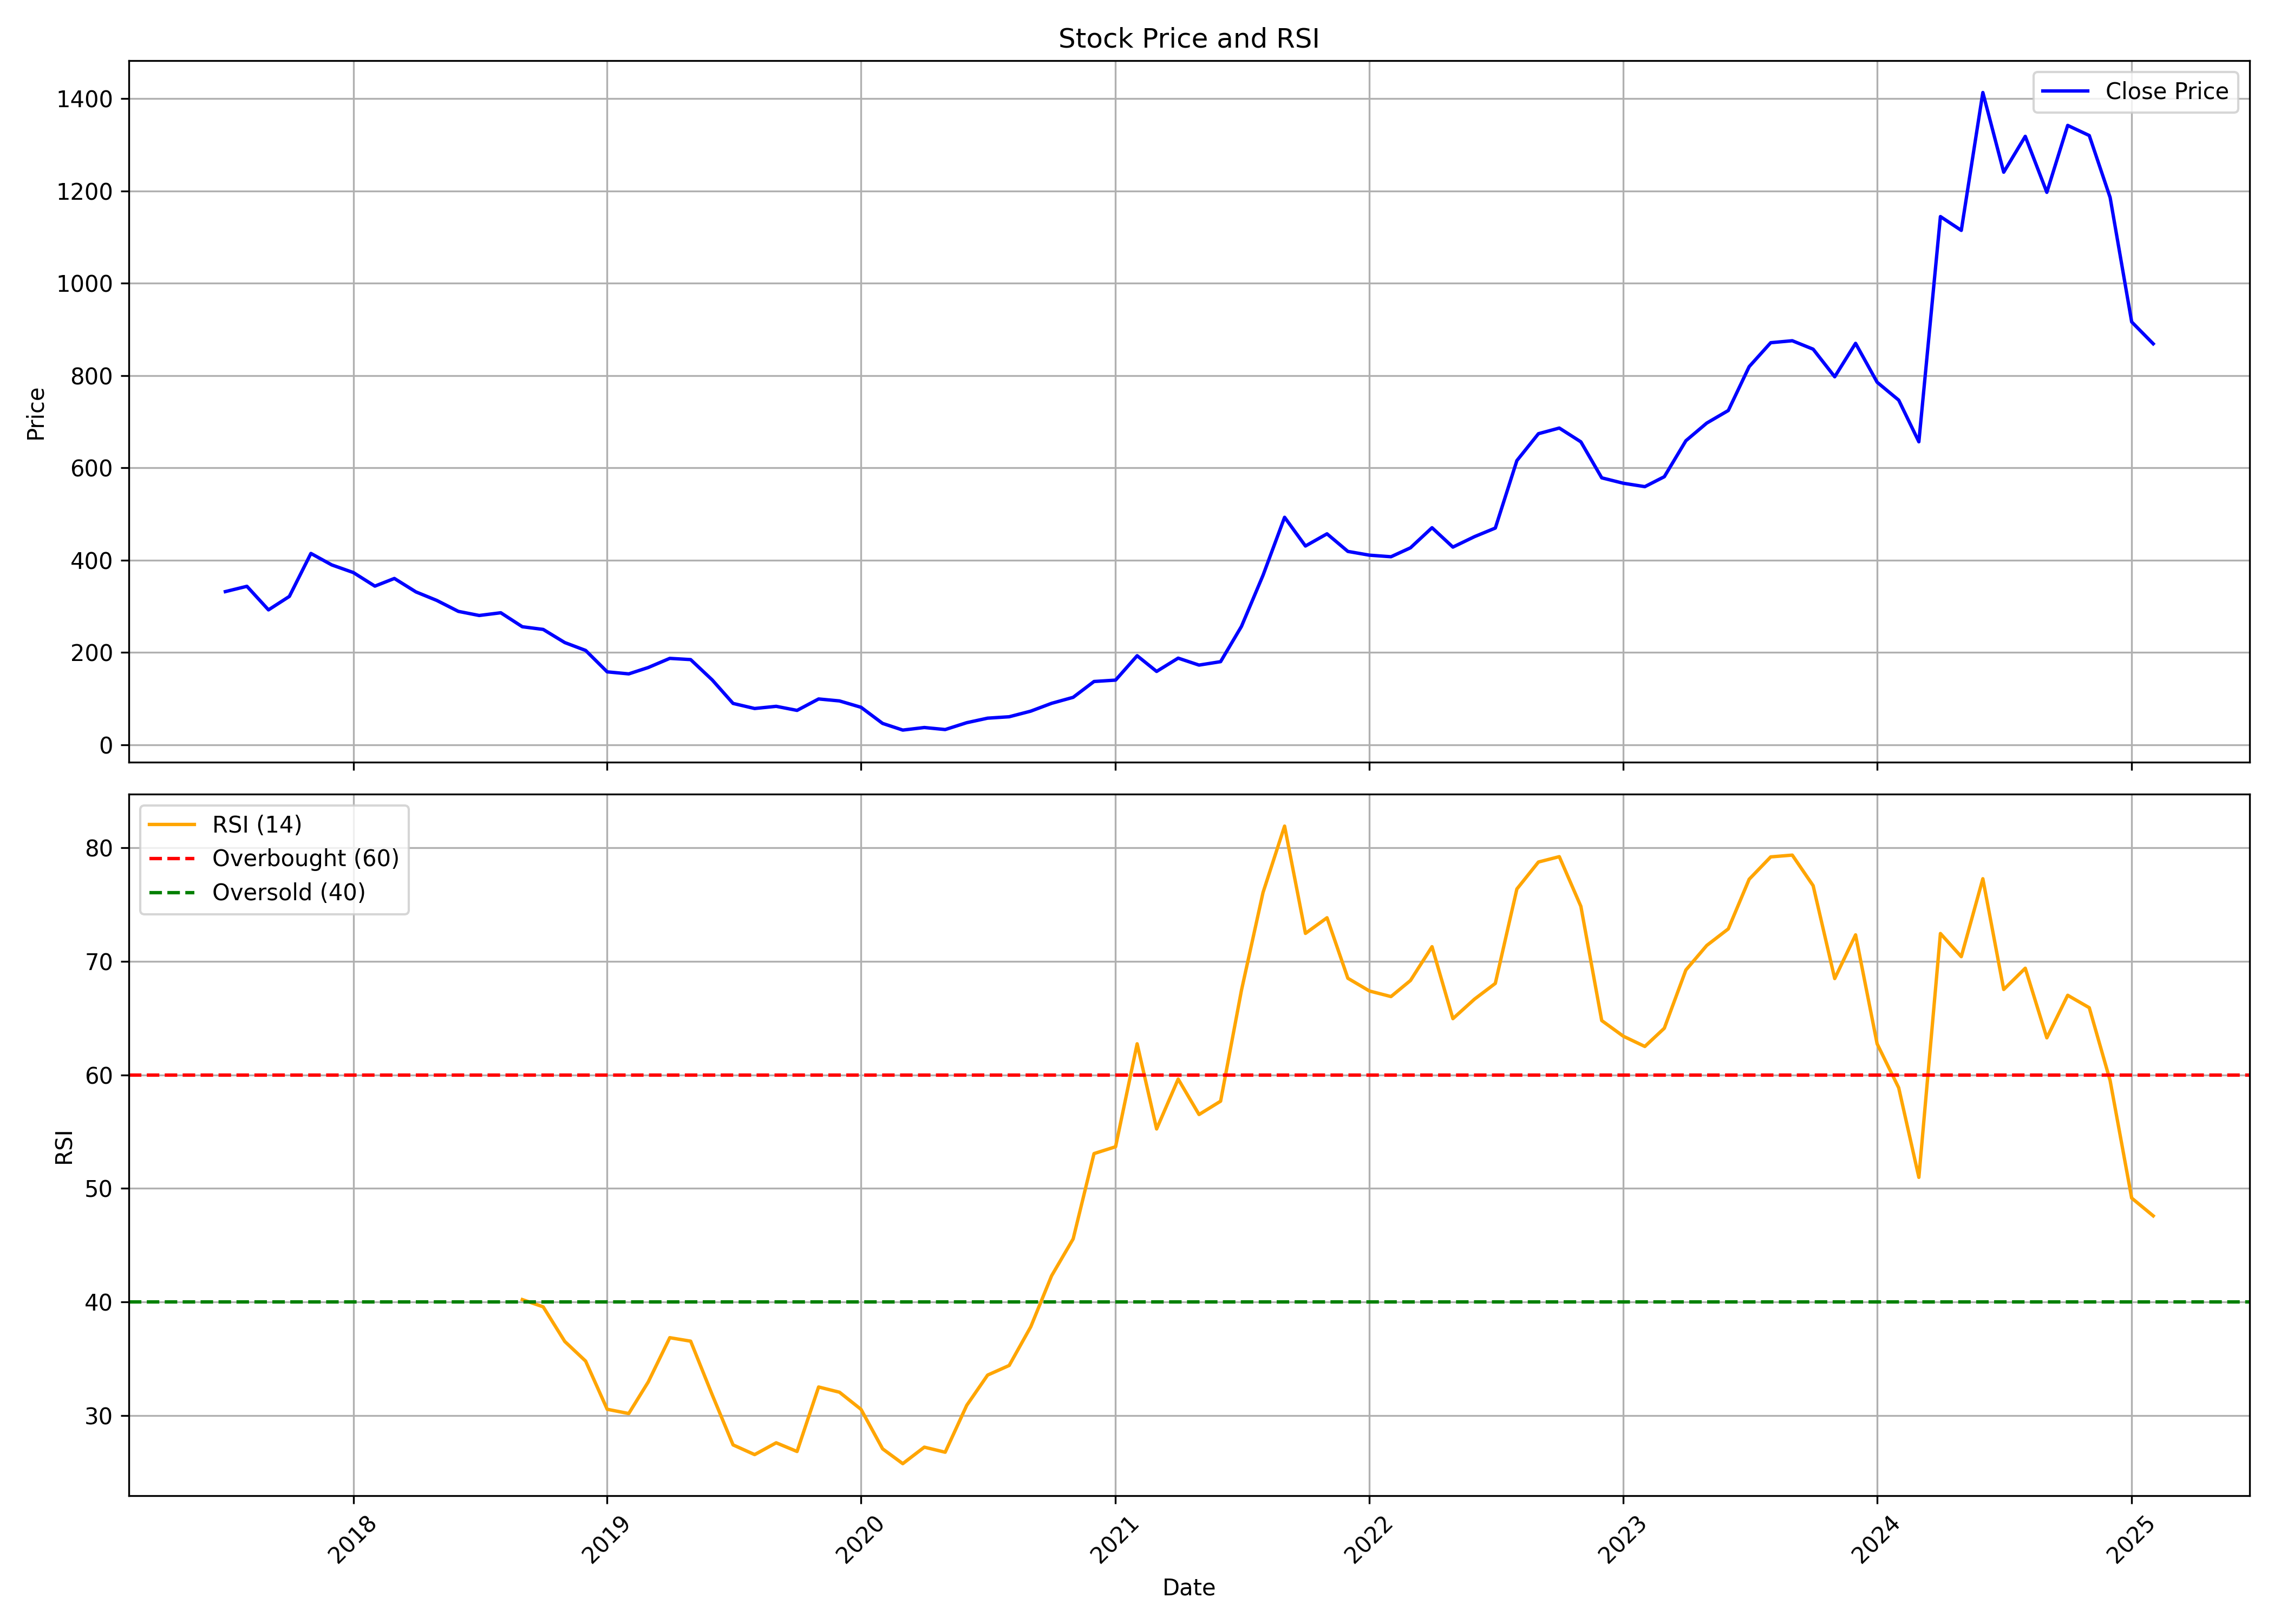 Stock Price and RSI
Close Price
1400
1200
1000
800
600
400
200
0
Price
RSI (14)
Overbought (60)
Oversold (40)
80
70
60
50
40
30
RSI
2018
2019
2020
2021
2022
2023
2024
2025
Date